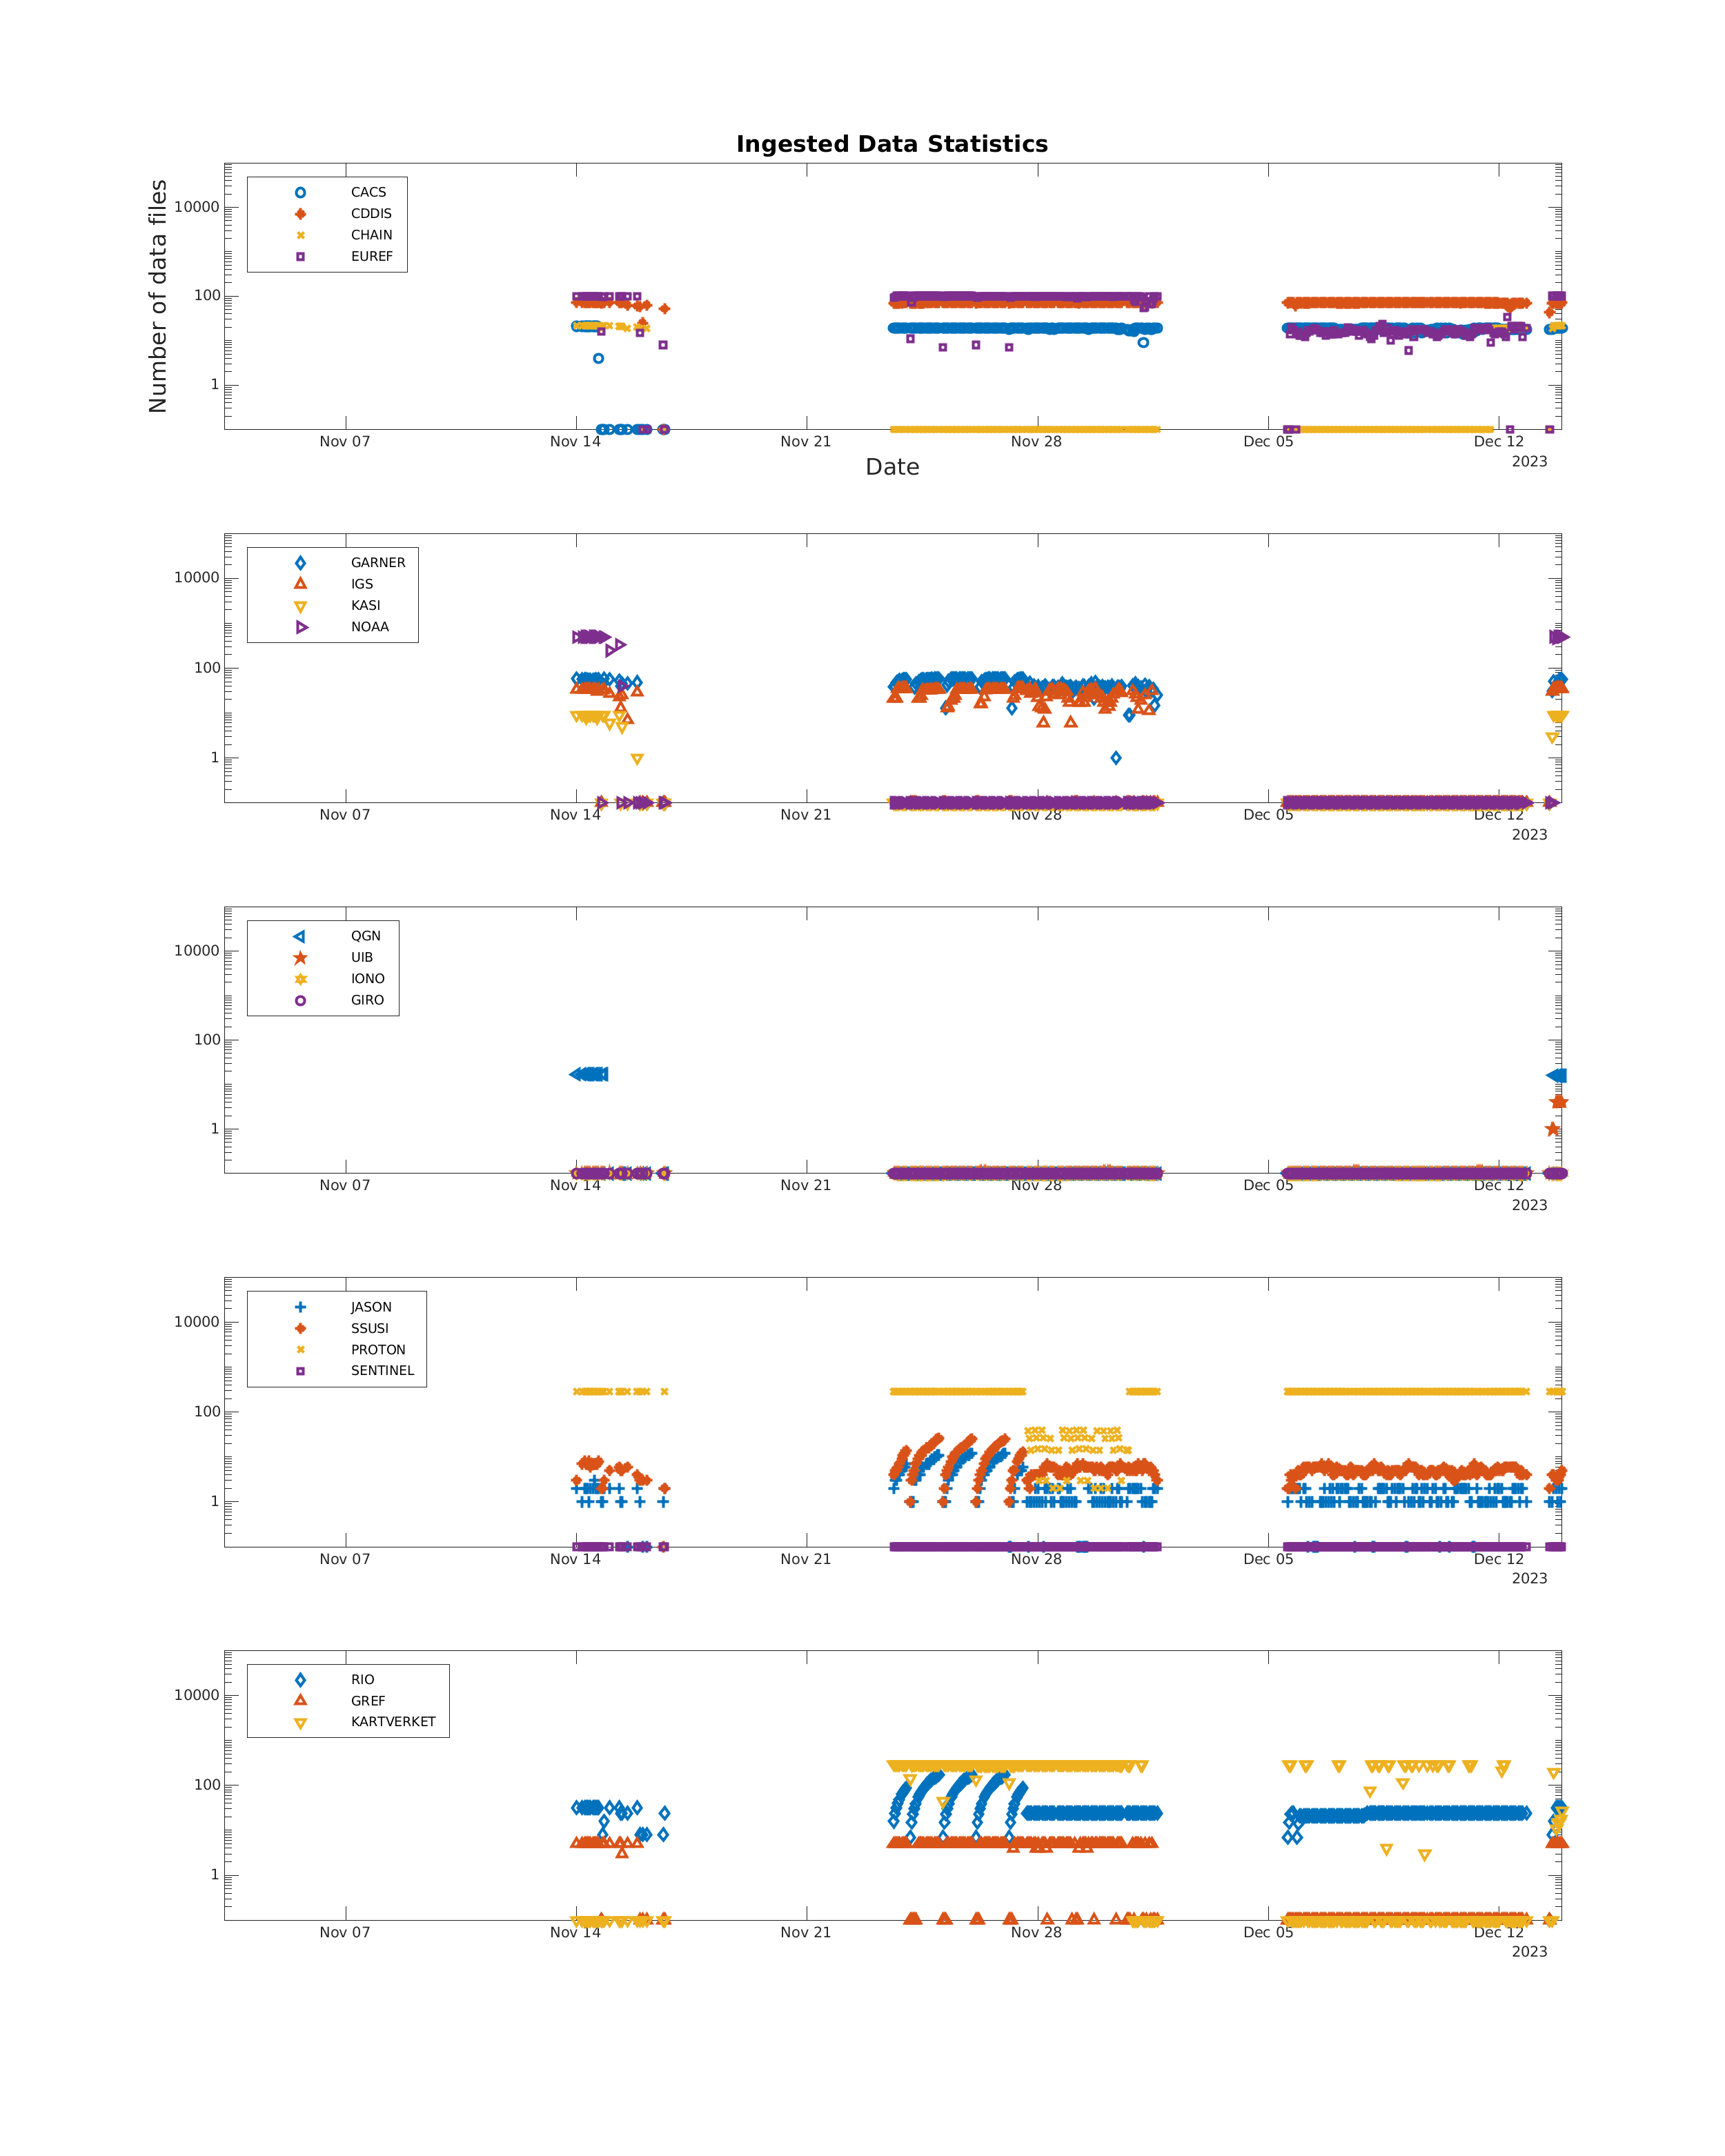 Ingested Data Statistics
Number of data files
10000
100
1
CACS
CDDIS
CHAIN
EUREF
Nov 07
Nov 14
Nov 21
Nov 28
Dec 05
Dec 12
2023
Date
10000
100
1
GARNER
IGS
KASI
NOAA
Nov 07
Nov 14
Nov 21
Nov 28
Dec 05
Dec 12
2023
10000
100
1
QGN
UIB
IONO
GIRO
Nov 07
Nov 14
Nov 21
Nov 28
Dec 05
Dec 12
2023
10000
100
1
JASON
SSUSI
PROTON
SENTINEL
Nov 07
Nov 14
Nov 21
Nov 28
Dec 05
Dec 12
2023
10000
100
1
RIO
GREF
KARTVERKET
Nov 07
Nov 14
Nov 21
Nov 28
Dec 05
Dec 12
2023